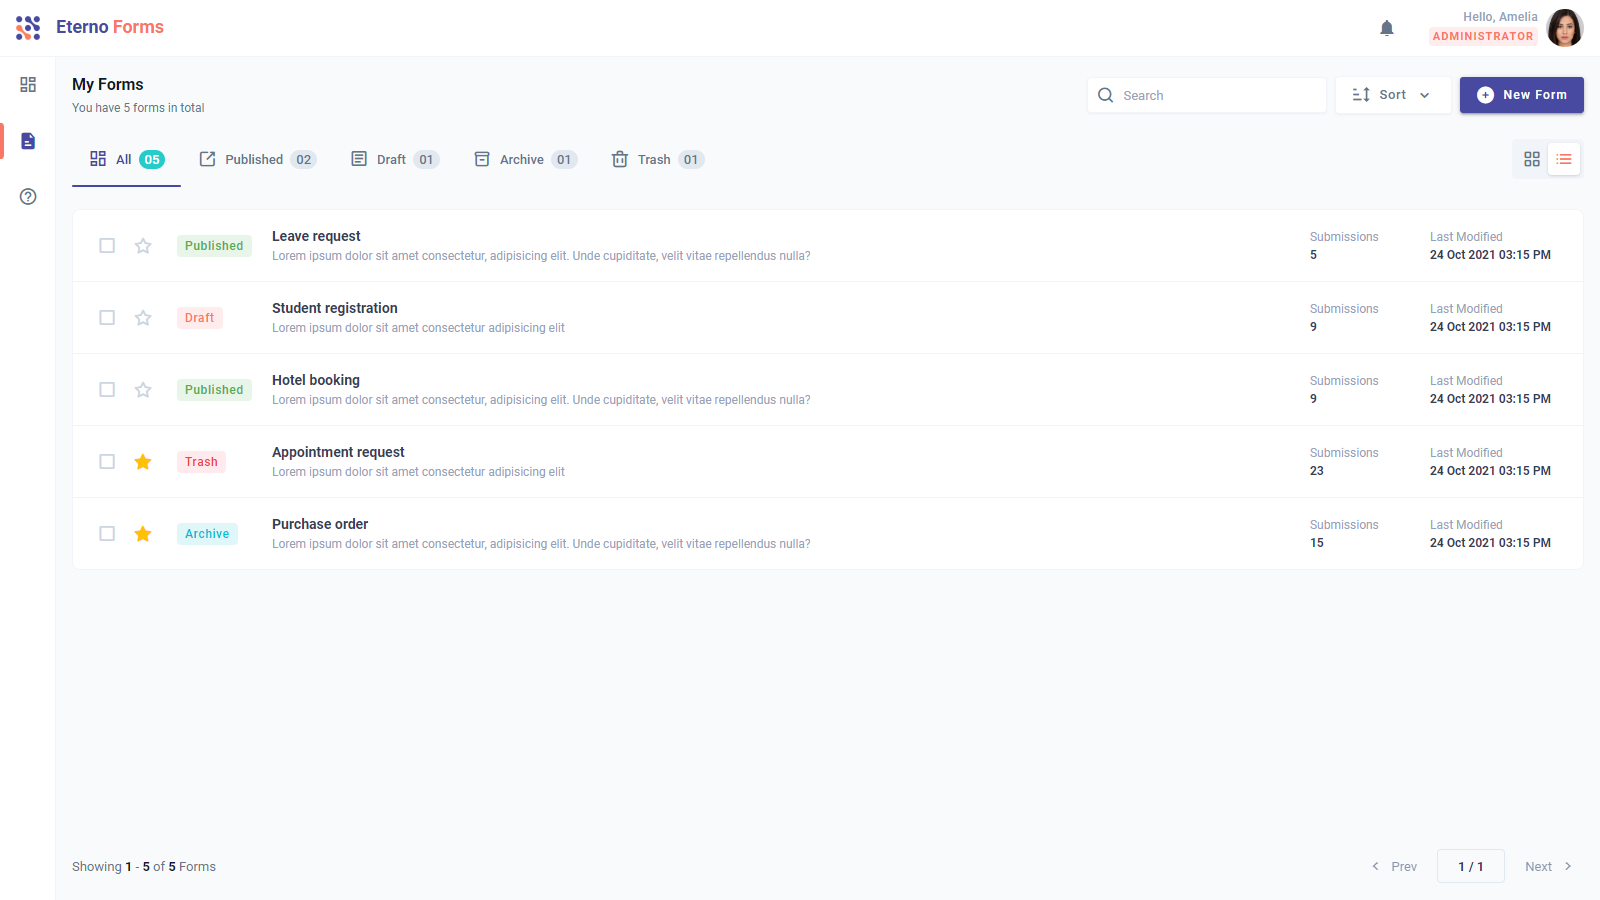 Eterno Forms
Hello, Amelia
ADMINISTRATOR
My Forms
You have 5 forms in total
Search
Sort
New Form
All 05
Published 02
Draft 01
Archive 01
Trash 01
Published
Leave request
Lorem ipsum dolor sit amet consectetur, adipisicing elit. Unde cupiditate, velit vitae repellendus nulla?
Submissions
5
Last Modified
24 Oct 2021 03:15 PM
Draft
Student registration
Lorem ipsum dolor sit amet consectetur adipisicing elit
Submissions
9
Last Modified
24 Oct 2021 03:15 PM
Published
Hotel booking
Lorem ipsum dolor sit amet consectetur, adipisicing elit. Unde cupiditate, velit vitae repellendus nulla?
Submissions
9
Last Modified
24 Oct 2021 03:15 PM
Trash
Appointment request
Lorem ipsum dolor sit amet consectetur adipisicing elit
Submissions
23
Last Modified
24 Oct 2021 03:15 PM
Archive
Purchase order
Lorem ipsum dolor sit amet consectetur, adipisicing elit. Unde cupiditate, velit vitae repellendus nulla?
Submissions
15
Last Modified
24 Oct 2021 03:15 PM
Showing 1 - 5 of 5 Forms
Prev
1 / 1
Next